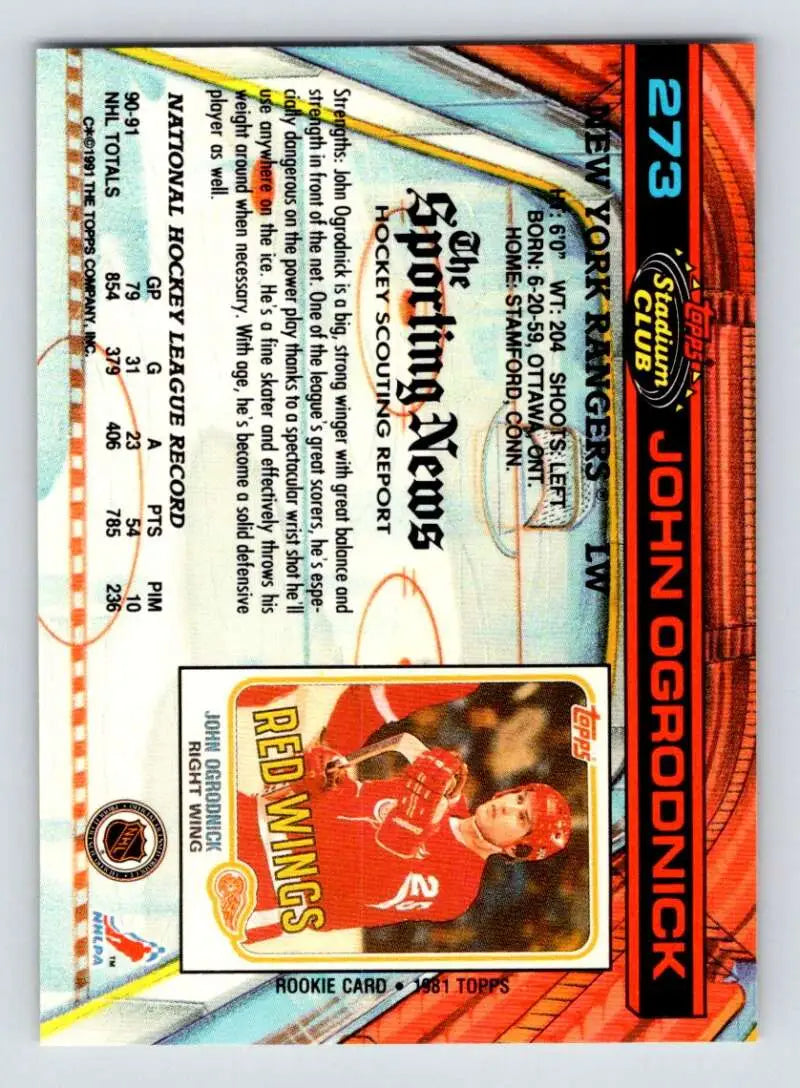 273
TOPPS
Stadium
CLUB
JOHN OGRODNICK
NEW YORK RANGERS® LW
HT: 6'0" WT: 204 SHOOTS: LEFT
BORN: 6-20-59, OTTAWA, ONT.
HOME: STAMFORD, CONN.
The
Sporting News
HOCKEY SCOUTING REPORT
Strengths: John Ogrodnick is a big, strong winger with great balance and
strength in front of the net. One of the league's great scorers, he's espe-
cially dangerous on the power play thanks to a spectacular wrist shot he'll
use anywhere on the ice. He's a fine skater and effectively throws his
weight around when necessary. With age, he's become a solid defensive
player as well.
NATIONAL HOCKEY LEAGUE RECORD
GP G A PTS PIM
90-91 79 31 23 54 10
NHL TOTALS 854 379 406 785 236
C*©1991 THE TOPPS COMPANY, INC.
topps
25
RED WINGS
JOHN OGRODNICK
RIGHT WING
ROOKIE CARD • 1981 TOPPS
NHL
NHLPA
TM